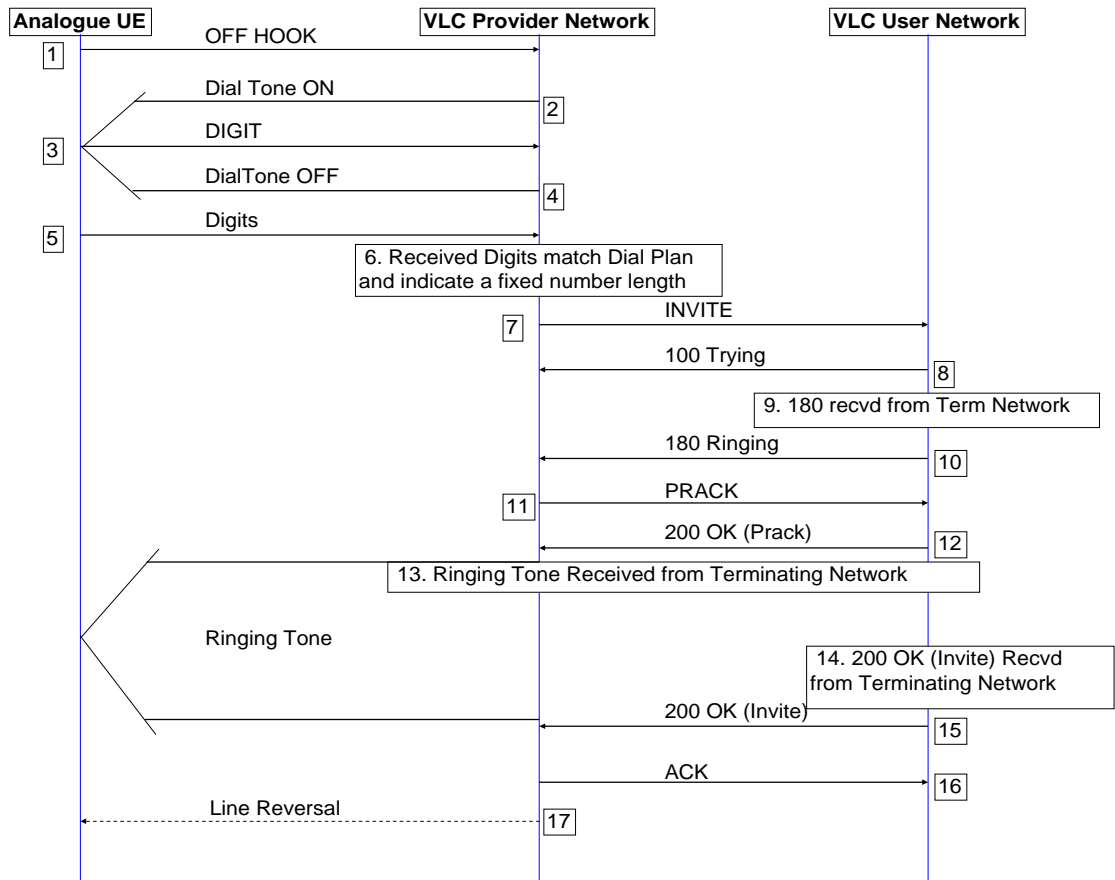 Analogue UE
VLC Provider Network
VLC User Network
OFF HOOK
1
Dial Tone ON
2
DIGIT
3
DialTone OFF
4
Digits
5
6. Received Digits match Dial Plan
and indicate a fixed number length
INVITE
7
100 Trying
8
9. 180 recvd from Term Network
180 Ringing
10
PRACK
11
200 OK (Prack)
12
13. Ringing Tone Received from Terminating Network
Ringing Tone
14. 200 OK (Invite) Recvd
from Terminating Network
200 OK (Invite)
15
ACK
16
Line Reversal
17